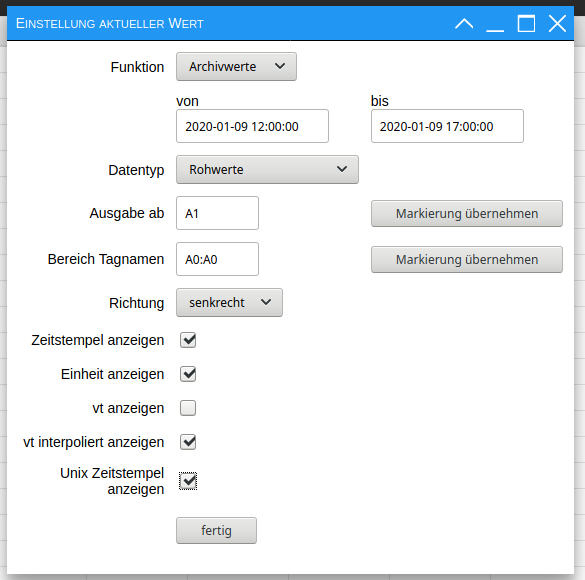 Einstellung aktueller Wert
Funktion Archivwerte
von bis
2020-01-09 12:00:00 2020-01-09 17:00:00
Datentyp Rohwerte
Ausgabe ab A1 Markierung übernehmen
Bereich Tagnamen A0:A0 Markierung übernehmen
Richtung senkrecht
Zeitstempel anzeigen
Einheit anzeigen
vt anzeigen
vt interpoliert anzeigen
Unix Zeitstempel
anzeigen
fertig